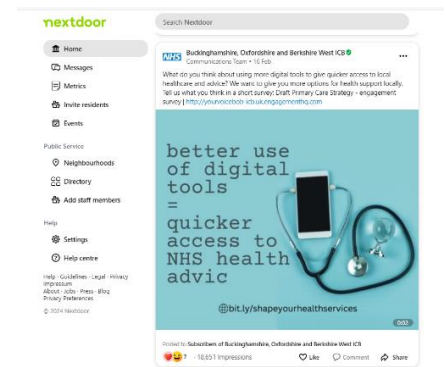 nextdoor
Search Nextdoor
Home
Messages
Metrics
Invite residents
Events
Public Service
Neighbourhoods
Directory
Add staff members
Help
Settings
Help centre
Help · Guidelines · Legal · Privacy
Impressum
About · Jobs · Press · Blog
Privacy Preferences
© 2024 Nextdoor
NHS
Buckinghamshire, Oxfordshire and Berkshire West ICB
Communications Team • 16 Feb
What do you think about using more digital tools to give quicker access to local
healthcare and advice? We want to give you more options for health support locally.
Tell us what you think in a short survey: Draft Primary Care Strategy - engagement
survey | http://yourvoicebob-icb.uk.engagementhq.com
better use
of digital
tools
=
quicker
access to
NHS health
advic
bit.ly/shapeyourhealthservices
0:02
Posted to Subscribers of Buckinghamshire, Oxfordshire and Berkshire West ICB
7 · 18,651 Impressions
Like
Comment
Share